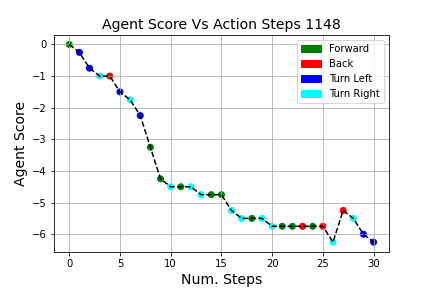 Agent Score Vs Action Steps 1148
Forward
Back
Turn Left
Turn Right
Agent Score
0
−1
−2
−3
−4
−5
−6
0 5 10 15 20 25 30
Num. Steps